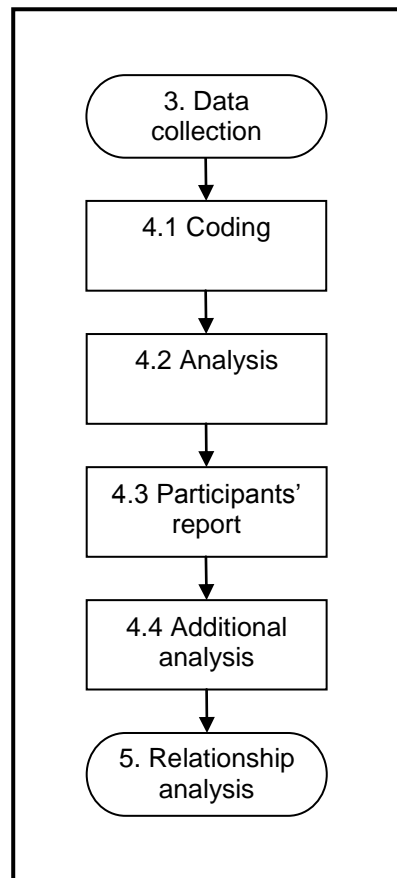 3. Data
collection
4.1 Coding
4.2 Analysis
4.3 Participants’
report
4.4 Additional
analysis
5. Relationship
analysis